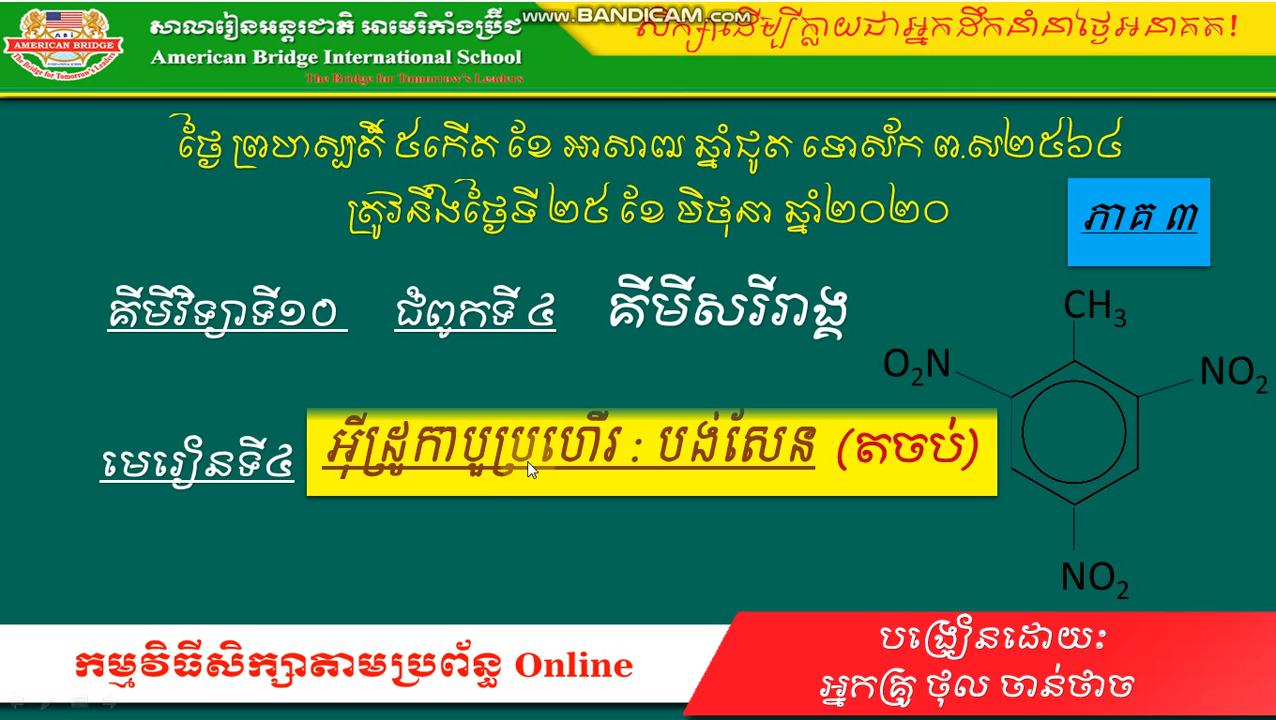 www.BANDICAM.com
សាលារៀនអន្តរជាតិ អាមេរិកាំងប្រ៊ីជ
American Bridge International School
The Bridge for Tomorrow's Leaders
សិក្សាដើម្បីក្លាយជាអ្នកដឹកនាំនាថ្ងៃអនាគត!
AMERICAN BRIDGE
ថ្ងៃ ព្រហស្បតិ៍ ៥កើត ខែ អាសាឍ ឆ្នាំជូត ទោស័ក ព.ស២៥៦៤
ត្រូវនឹងថ្ងៃទី ២៥ ខែ មិថុនា ឆ្នាំ២០២០
ភាគ ៣
គីមីវិទ្យាទី១០ ជំពូកទី ៤ គីមីសរីរាង្គ
CH3
O2N
NO2
មេរៀនទី៤ អ៊ីដ្រូកាបួប្រហើរ : បង់សែន (តចប់)
NO2
កម្មវិធីសិក្សាតាមប្រព័ន្ធ Online
បង្រៀនដោយៈ
អ្នកគ្រូ ថុល ចាន់ថាច